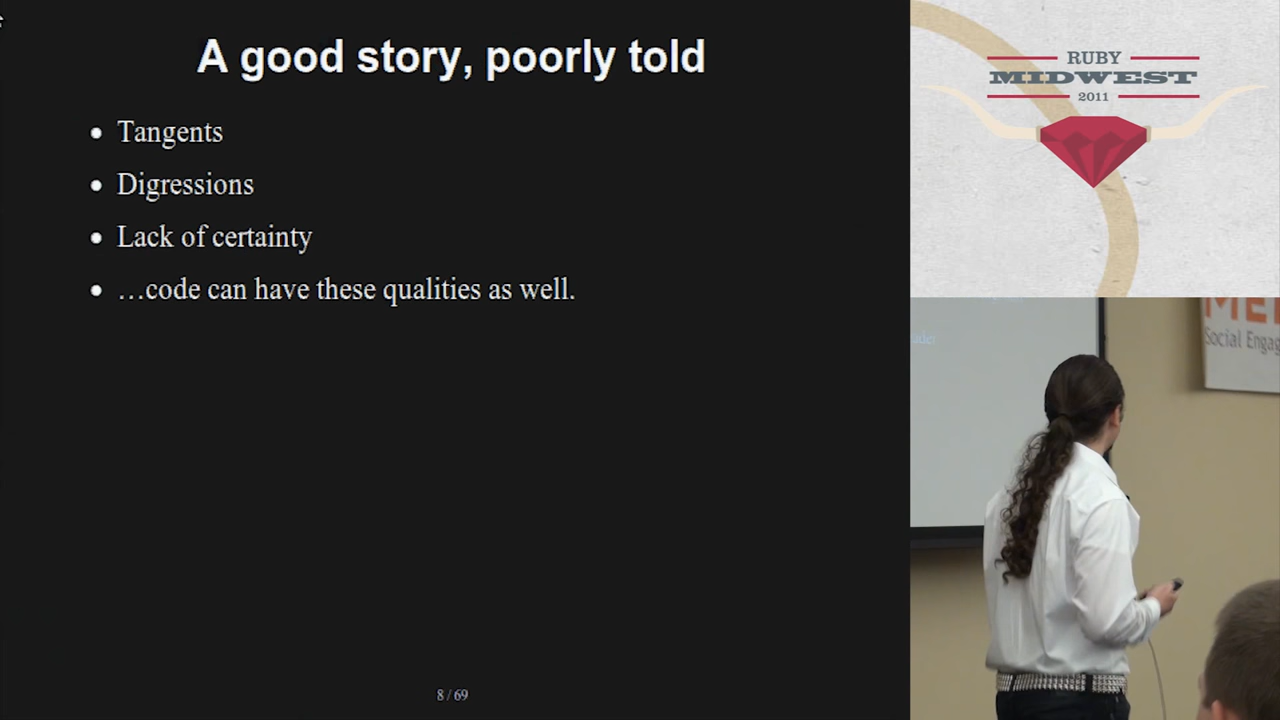 A good story, poorly told
• Tangents
• Digressions
• Lack of certainty
• …code can have these qualities as well.
8 / 69
RUBY
MIDWEST
2011
Social Engag